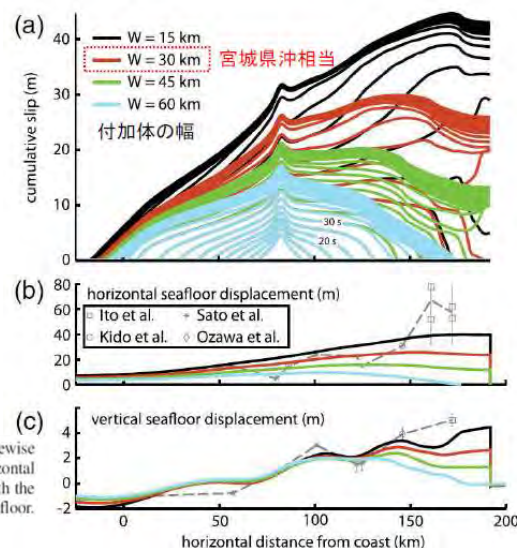 (a)
W = 15 km
W = 30 km 宮城県沖相当
W = 45 km
W = 60 km
付加体の幅
cumulative slip (m)
40
30
20
10
0
30 s
20 s
(b)
horizontal seafloor displacement (m)
80
60
40
20
0
Ito et al. Sato et al.
Kido et al. Ozawa et al.
(c)
vertical seafloor displacement (m)
4
2
0
-2
0 50 100 150 200
horizontal distance from coast (km)
ewise
zontal
th the
floor.